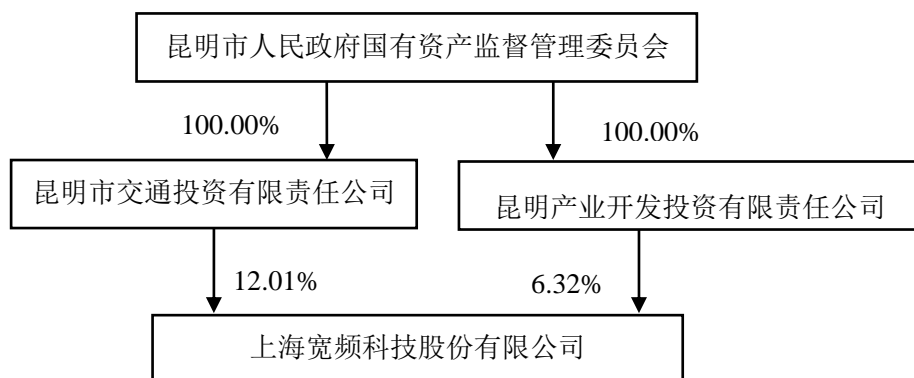 昆明市人民政府国有资产监督管理委员会
100.00%
100.00%
昆明市交通投资有限责任公司
昆明产业开发投资有限责任公司
12.01%
6.32%
上海宽频科技股份有限公司